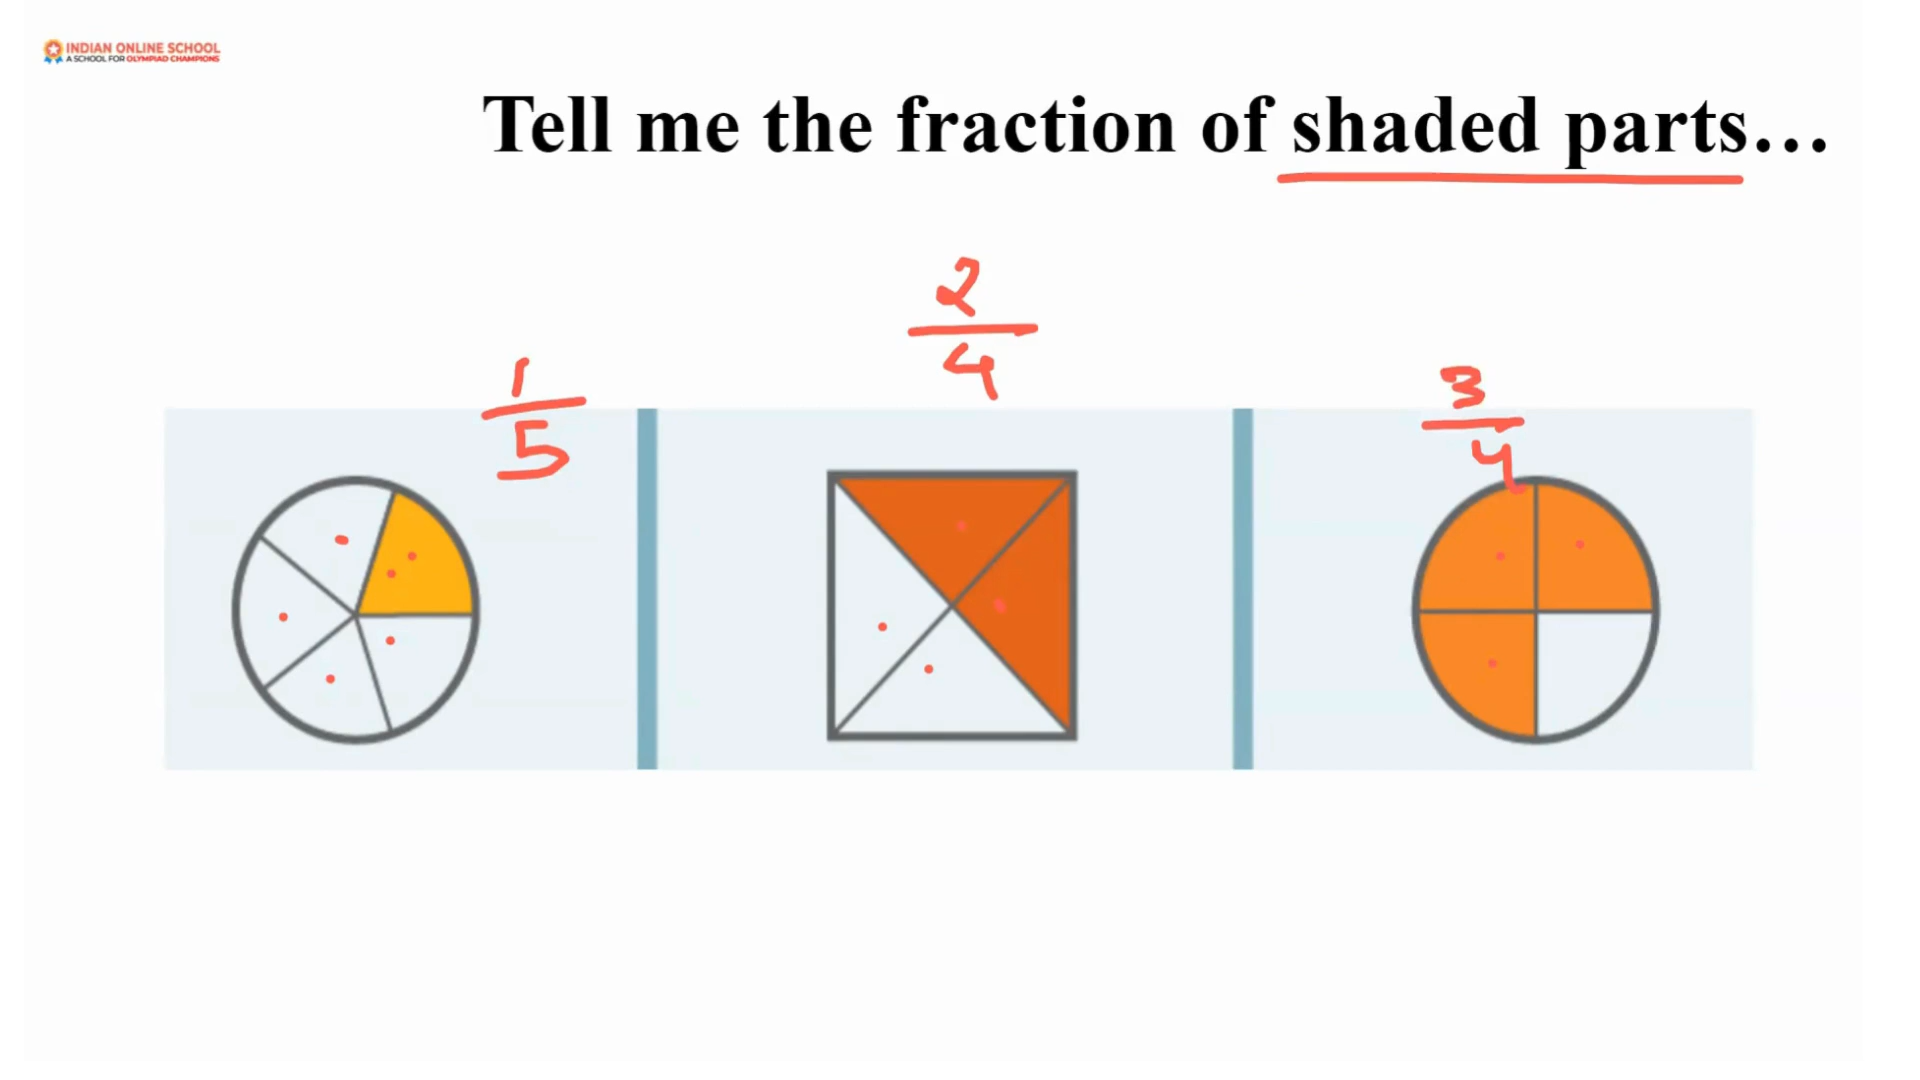 INDIAN ONLINE SCHOOL
A SCHOOL FOR OLYMPIAD CHAMPIONS
Tell me the fraction of shaded parts...
1
5
2
4
3
4